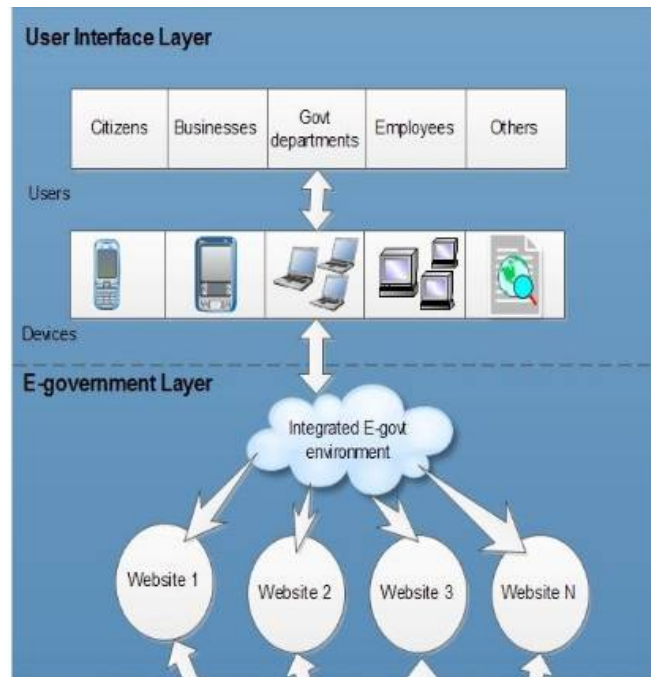 User Interface Layer
Citizens
Businesses
Govt
departments
Employees
Others
Users
Devices
E-government Layer
Integrated E-govt
environment
Website 1
Website 2
Website 3
Website N